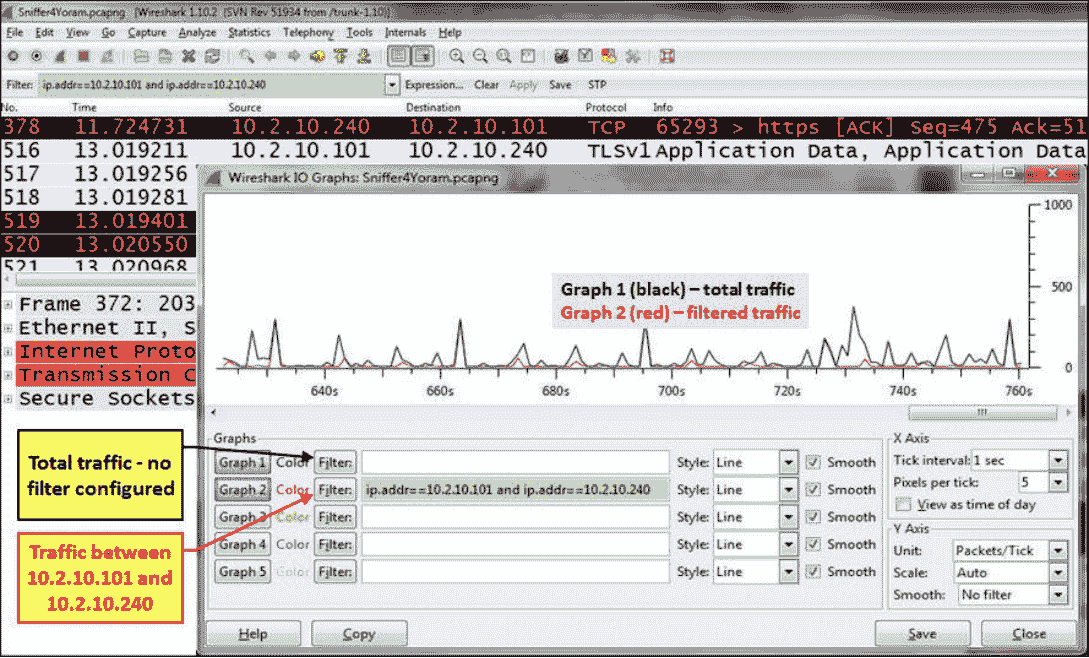 Sniffer4Yoram.pcapng [Wireshark 1.10.2 (SVN Rev 51934 from /trunk-1.10)]
File Edit View Go Capture Analyze Statistics Telephony Tools Internals Help
Filter: ip.addr==10.2.10.101 and ip.addr==10.2.10.240 Expression... Clear Apply Save STP
No. Time Source Destination Protocol Info
378 11.724731 10.2.10.240 10.2.10.101 TCP 65293 > https [ACK] Seq=475 Ack=51
516 13.019211 10.2.10.101 10.2.10.240 TLSv1 Application Data, Application Data
517 13.019256
518 13.019281
519 13.019401
520 13.020550
521 13.020968
Frame 372: 203
Ethernet II, S
Internet Proto
Transmission C
Secure Sockets
Wireshark IO Graphs: Sniffer4Yoram.pcapng
Graph 1 (black) – total traffic
Graph 2 (red) – filtered traffic
1000
500
0
640s 660s 680s 700s 720s 740s 760s
Total traffic - no
filter configured
Traffic between
10.2.10.101 and
10.2.10.240
Graphs
Graph 1 Color Filter: Style: Line Smooth
Graph 2 Color Filter: ip.addr==10.2.10.101 and ip.addr==10.2.10.240 Style: Line Smooth
Graph 3 Color Filter: Style: Line Smooth
Graph 4 Color Filter: Style: Line Smooth
Graph 5 Color Filter: Style: Line Smooth
X Axis
Tick interval: 1 sec
Pixels per tick: 5
View as time of day
Y Axis
Unit: Packets/Tick
Scale: Auto
Smooth: No filter
Help Copy Save Close